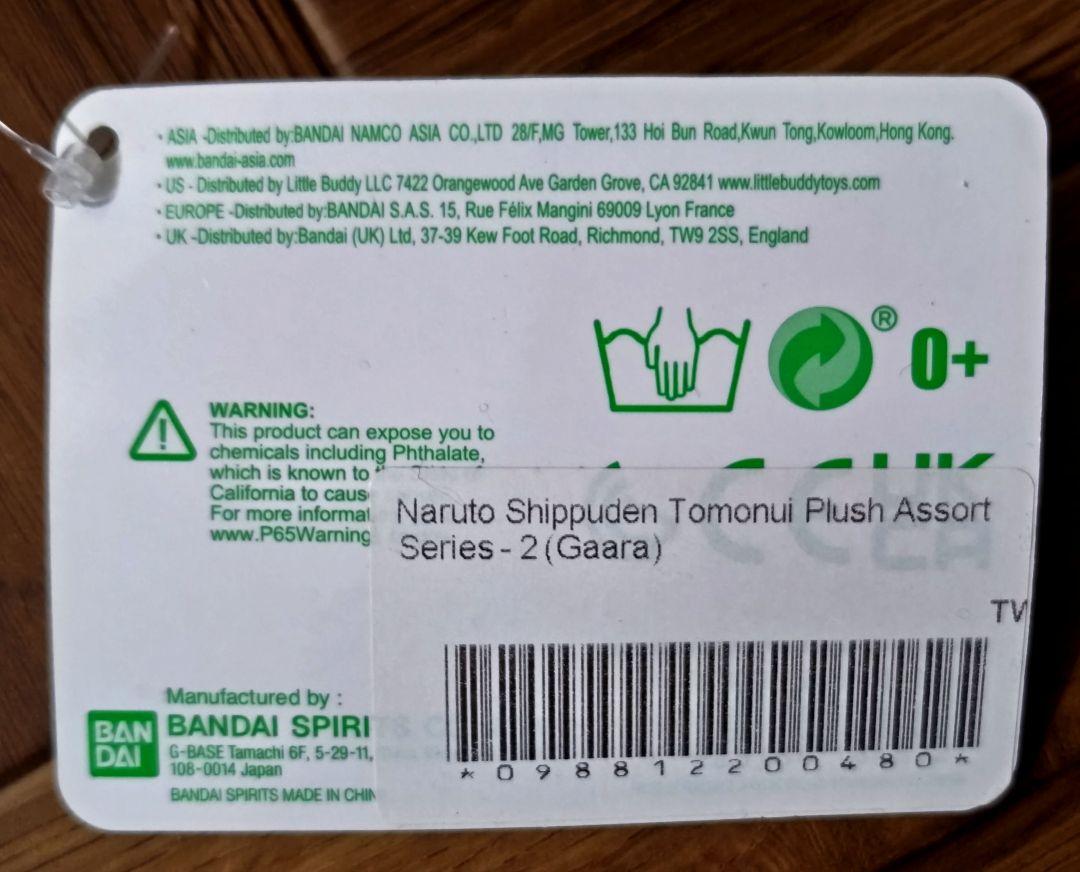 • ASIA -Distributed by:BANDAI NAMCO ASIA CO.,LTD 28/F,MG Tower,133 Hoi Bun Road,Kwun Tong,Kowloom,Hong Kong.
www.bandai-asia.com
• US - Distributed by Little Buddy LLC 7422 Orangewood Ave Garden Grove, CA 92841 www.littlebuddytoys.com
• EUROPE -Distributed by:BANDAI S.A.S. 15, Rue Félix Mangini 69009 Lyon France
• UK -Distributed by:Bandai (UK) Ltd, 37-39 Kew Foot Road, Richmond, TW9 2SS, England
® 0+
WARNING:
This product can expose you to
chemicals including Phthalate,
which is known to
California to caus
For more informat
www.P65Warning
CE UK CA
Naruto Shippuden Tomonui Plush Assort
Series - 2 (Gaara)
TW
Manufactured by :
BAN DAI
BANDAI SPIRITS
G-BASE Tamachi 6F, 5-29-11,
108-0014 Japan
BANDAI SPIRITS MADE IN CHIN
*098812200480*